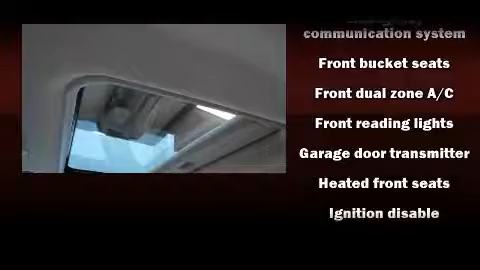 communication system
Front bucket seats
Front dual zone A/C
Front reading lights
Garage door transmitter
Heated front seats
Ignition disable